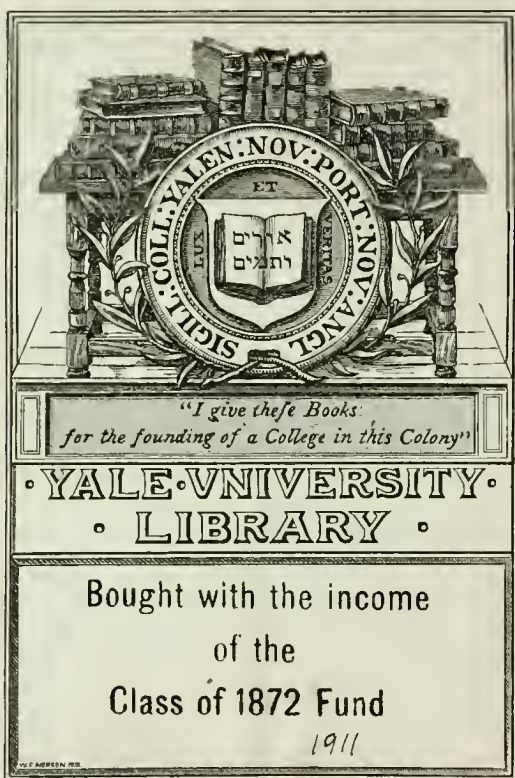 SIGILL:COLL:YALEN:NOV:PORT:NOV:ANGL
LUX
ET
VERITAS
אורים
ותמים
"I give theſe Books
for the founding of a College in this Colony"
·YALE·VNIVERSITY·
· LIBRARY ·
Bought with the income
of the
Class of 1872 Fund
1911